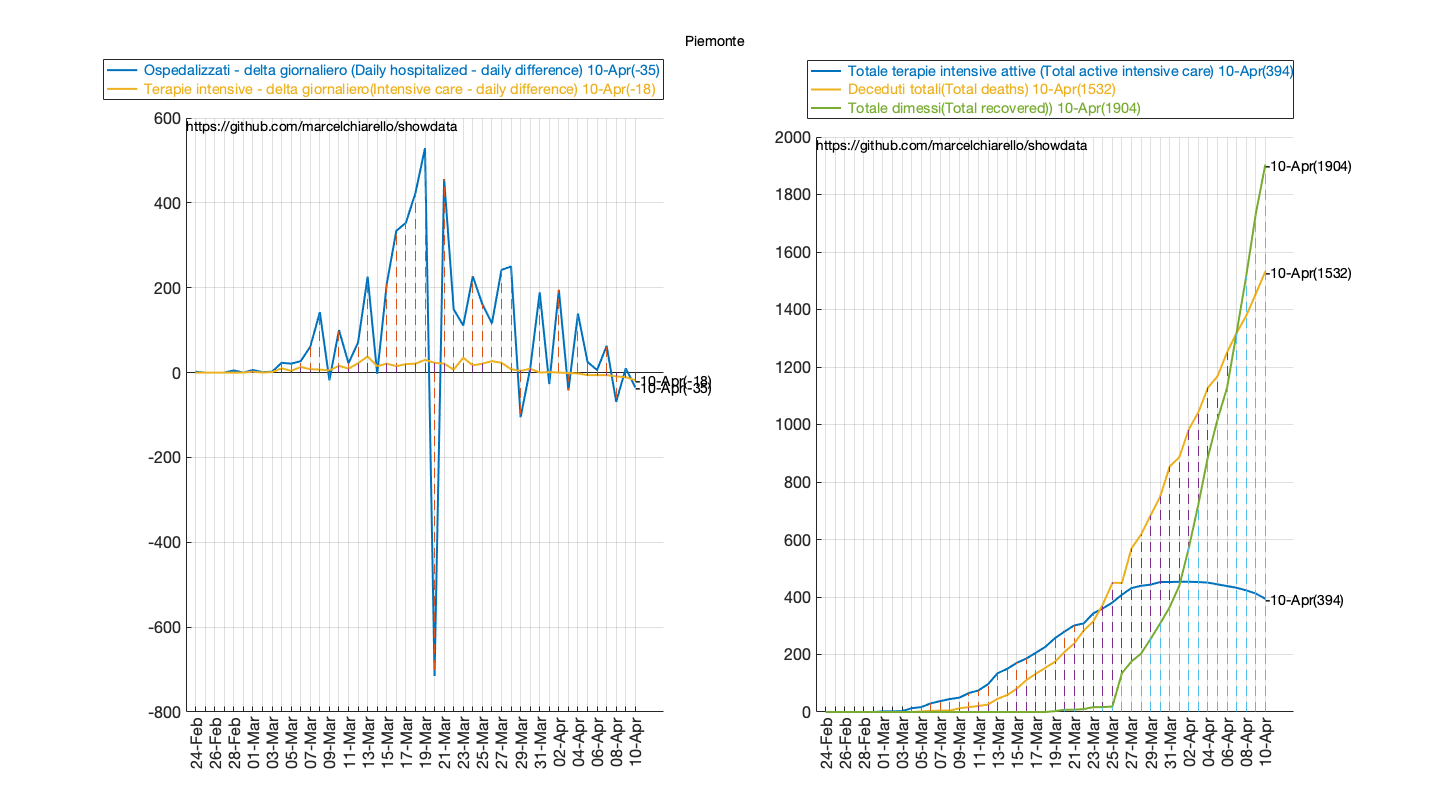 Piemonte
Ospedalizzati - delta giornaliero (Daily hospitalized - daily difference) 10-Apr(-35)
Terapie intensive - delta giornaliero(Intensive care - daily difference) 10-Apr(-18)
https://github.com/marcelchiarello/showdata
600
400
200
0
-200
-400
-600
-800
-10-Apr(-18)
-10-Apr(-35)
24-Feb
26-Feb
28-Feb
01-Mar
03-Mar
05-Mar
07-Mar
09-Mar
11-Mar
13-Mar
15-Mar
17-Mar
19-Mar
21-Mar
23-Mar
25-Mar
27-Mar
29-Mar
31-Mar
02-Apr
04-Apr
06-Apr
08-Apr
10-Apr
Totale terapie intensive attive (Total active intensive care) 10-Apr(394)
Deceduti totali(Total deaths) 10-Apr(1532)
Totale dimessi(Total recovered)) 10-Apr(1904)
https://github.com/marcelchiarello/showdata
2000
1800
1600
1400
1200
1000
800
600
400
200
0
-10-Apr(1904)
-10-Apr(1532)
-10-Apr(394)
24-Feb
26-Feb
28-Feb
01-Mar
03-Mar
05-Mar
07-Mar
09-Mar
11-Mar
13-Mar
15-Mar
17-Mar
19-Mar
21-Mar
23-Mar
25-Mar
27-Mar
29-Mar
31-Mar
02-Apr
04-Apr
06-Apr
08-Apr
10-Apr